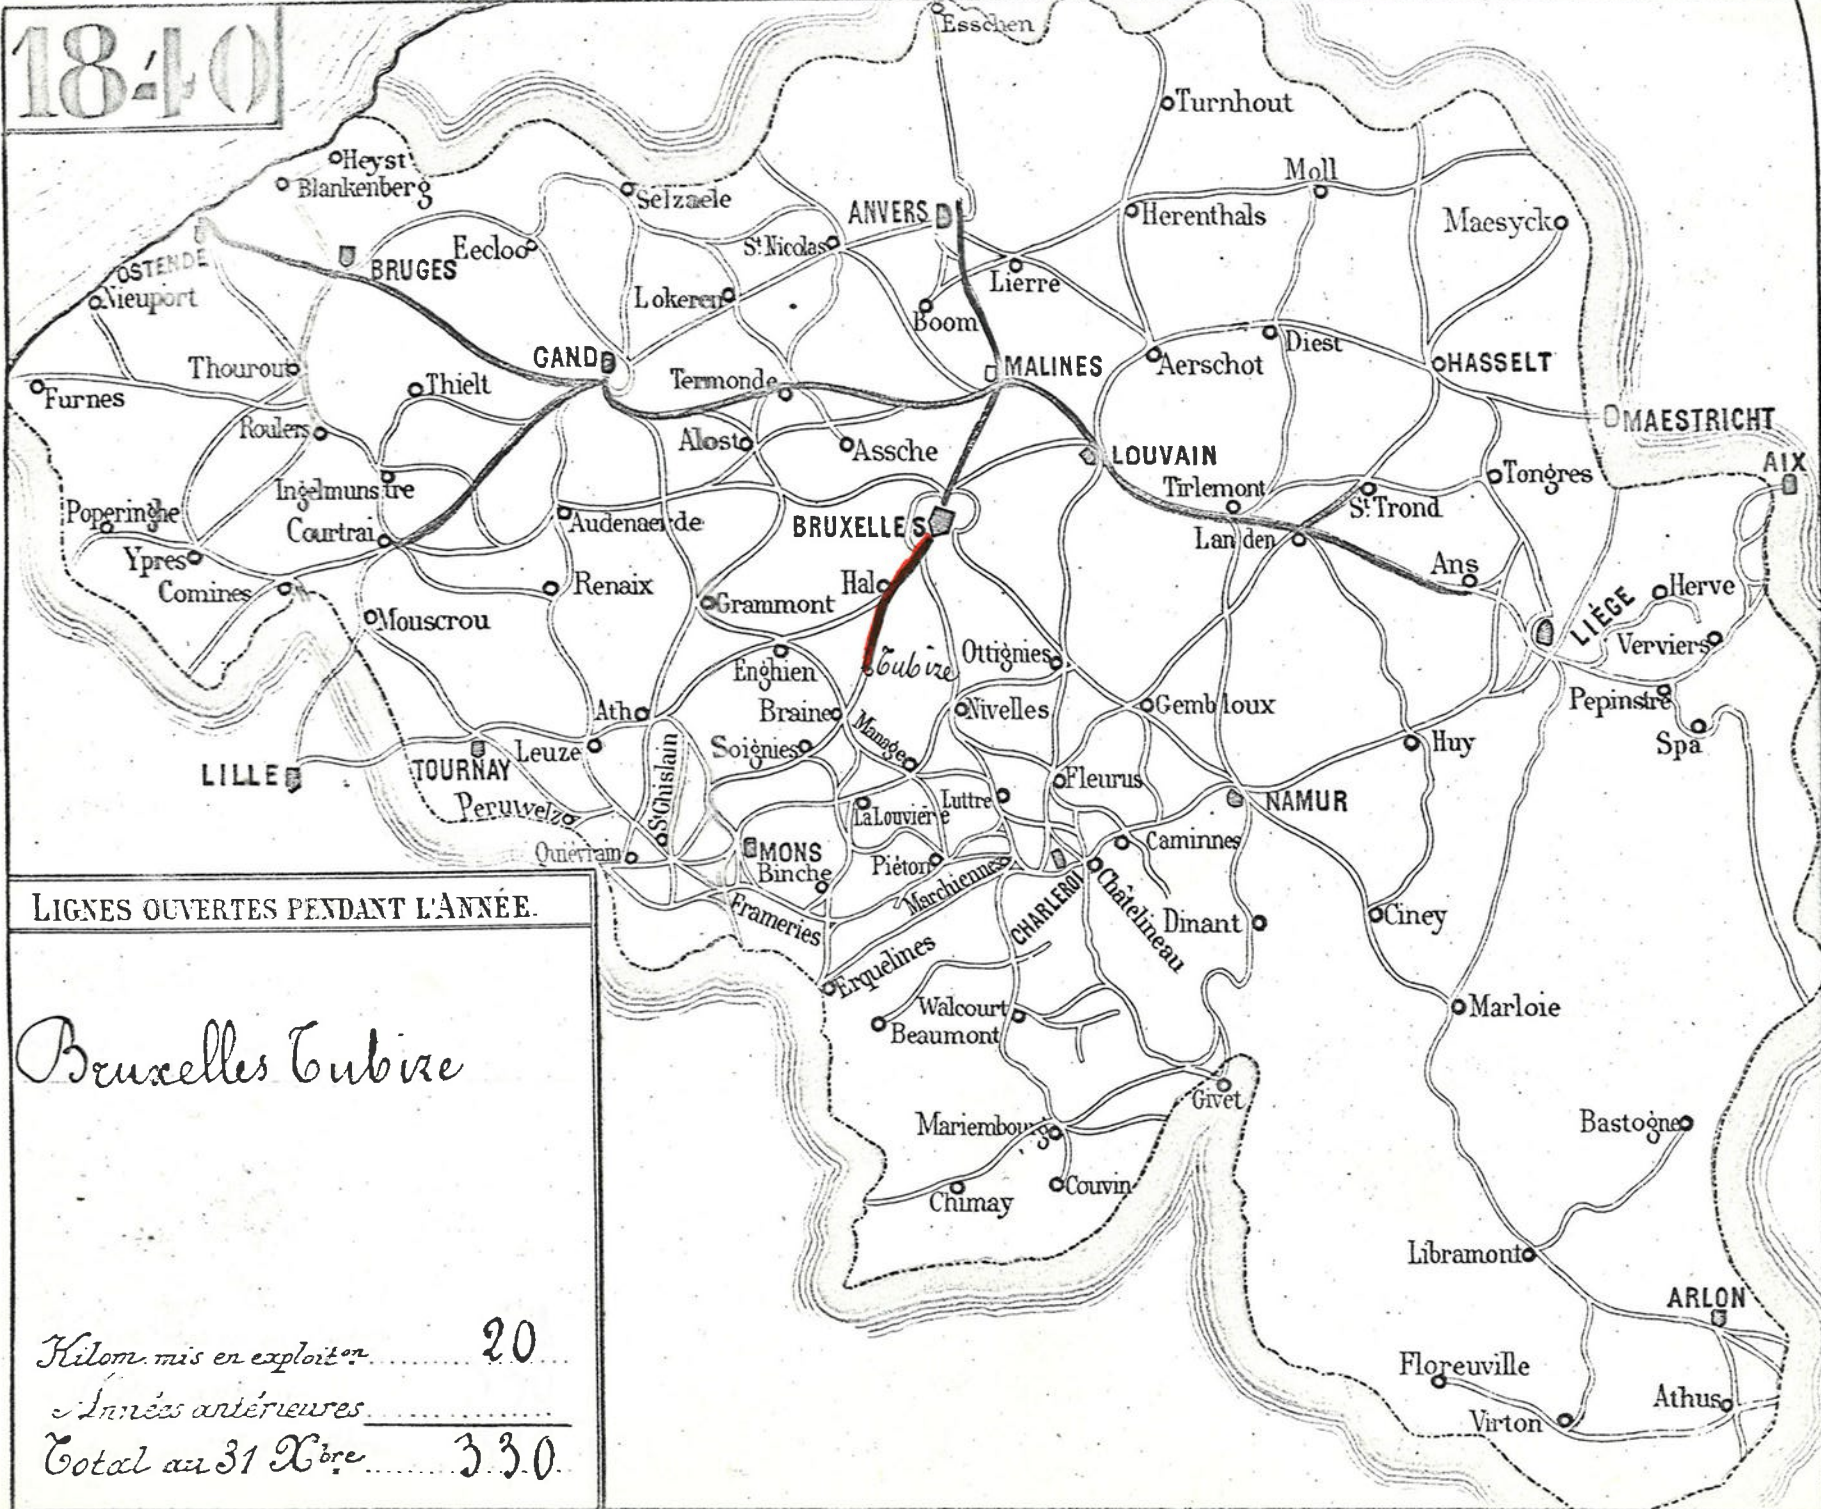 1840
Esschen
Turnhout
Heyst
Blankenberg
Selzaele
ANVERS
Herenthals
Moll
Maesyck
OSTENDE
BRUGES
Eecloo
St Nicolas
Lierre
Nieuport
Lokeren
Boom
Diest
Thourout
Thielt
GAND
Termonde
MALINES
Aerschot
HASSELT
Furnes
Roulers
Alost
Assche
LOUVAIN
MAESTRICHT
AIX
Ingelmunstre
Tirlemont
St Trond
Tongres
Poperinghe
Courtrai
Audenaerde
BRUXELLES
Landen
Ypres
Comines
Renaix
Hal
Ans
Herve
Mouscrou
Grammont
LIÈGE
Verviers
Enghien
Tubize
Ottignies
Pepinstre
Ath
Braine
Nivelles
Gembloux
Spa
LILLE
TOURNAY
Leuze
Soignies
Manage
Huy
Peruwelz
St Ghislain
La Louvière
Luttre
Fleurus
NAMUR
Quiévram
MONS
Binche
Piéton
Marchiennes
Caminnes
CHARLEROI
Châtelineau
Frameries
Dinant
Ciney
Erquelines
Walcourt
Beaumont
Marloie
Givet
Mariembourg
Chimay
Couvin
Bastogne
Libramont
ARLON
Floreuville
Virton
Athus
LIGNES OUVERTES PENDANT L'ANNÉE.
Bruxelles Tubize
Kilom. mis en exploiton 20
Années antérieures
Total au 31 Xbre 330